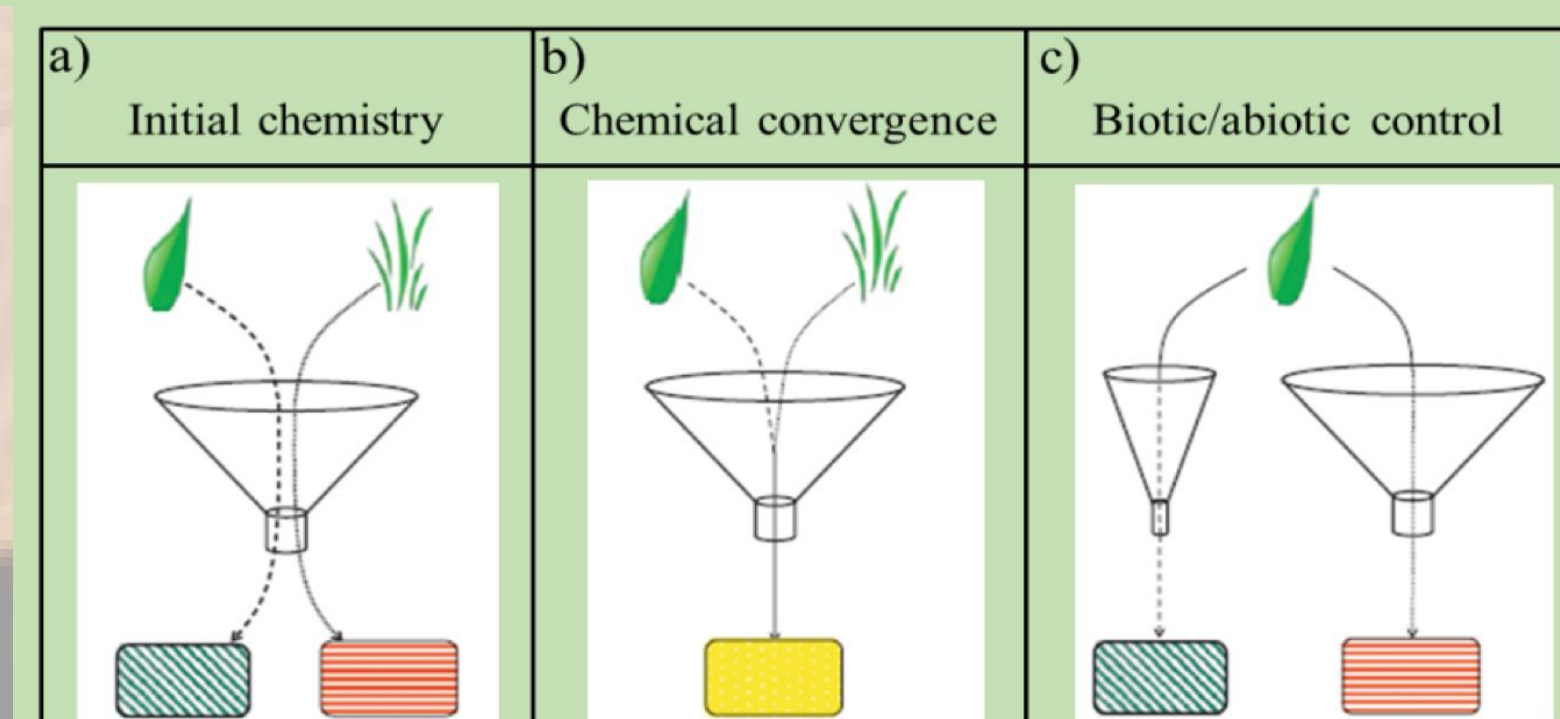 a)
Initial chemistry
b)
Chemical convergence
c)
Biotic/abiotic control